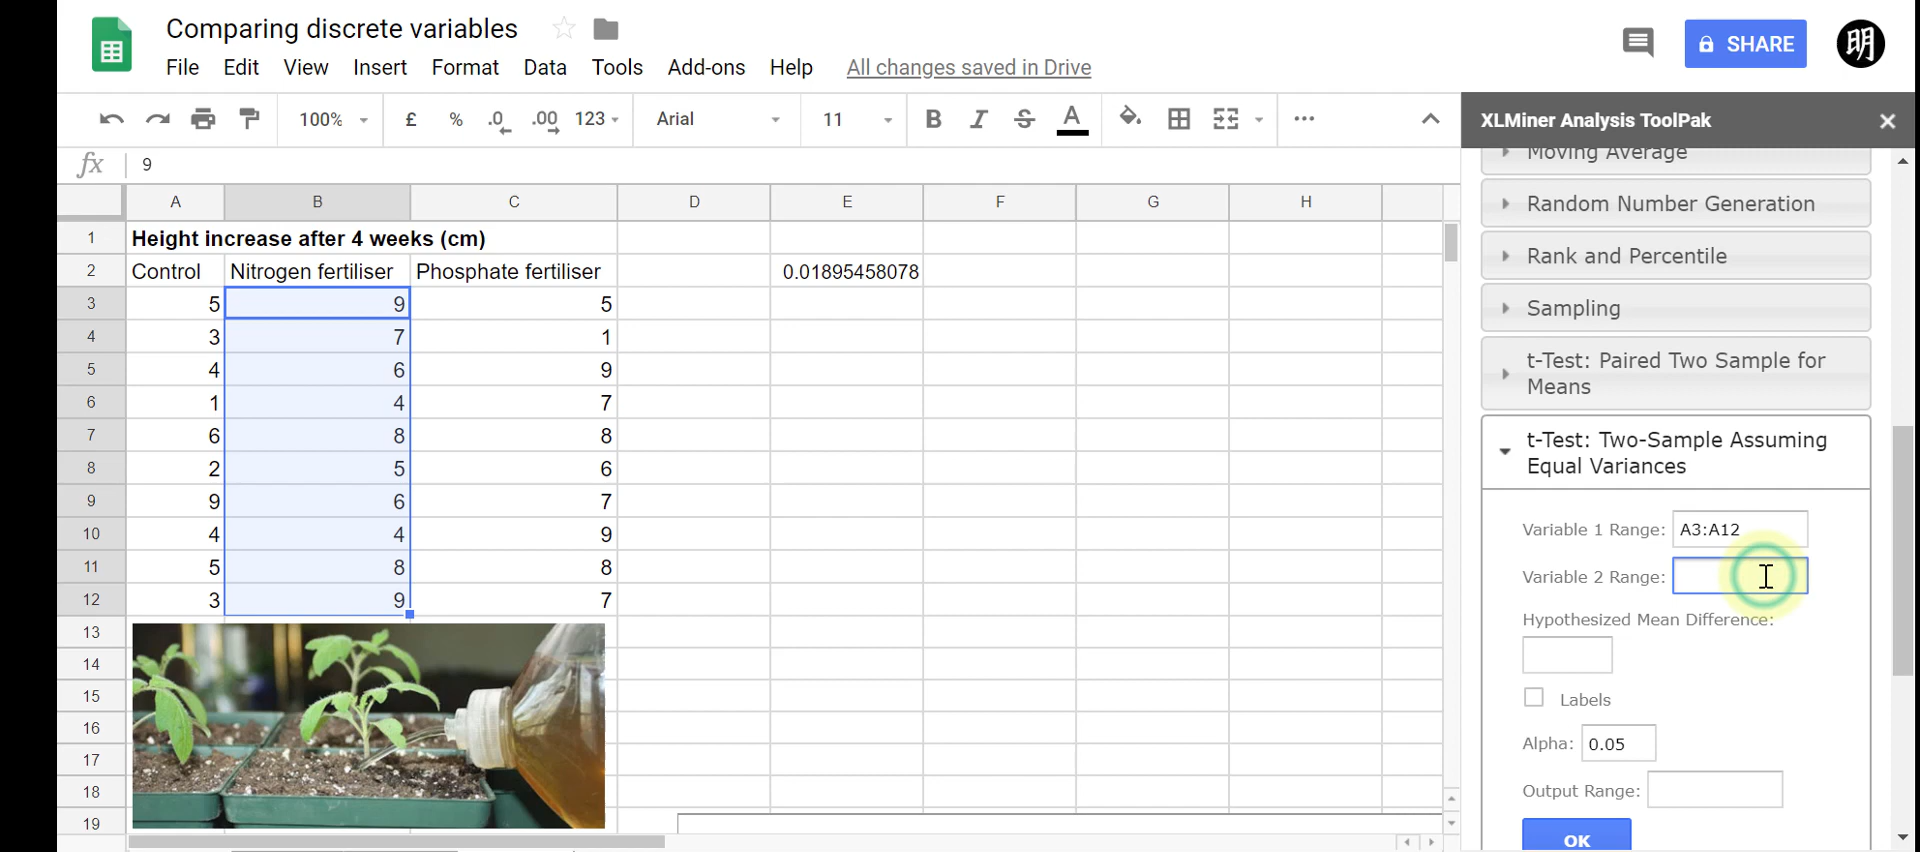 Comparing discrete variables
File Edit View Insert Format Data Tools Add-ons Help All changes saved in Drive
SHARE
明
100% £ % .0 .00 123 Arial 11 B I S A
fx 9
A B C D E F G H
1 Height increase after 4 weeks (cm)
2 Control Nitrogen fertiliser Phosphate fertiliser 0.01895458078
3 5 9 5
4 3 7 1
5 4 6 9
6 1 4 7
7 6 8 8
8 2 5 6
9 9 6 7
10 4 4 9
11 5 8 8
12 3 9 7
13
14
15
16
17
18
19
XLMiner Analysis ToolPak
Moving Average
Random Number Generation
Rank and Percentile
Sampling
t-Test: Paired Two Sample for
Means
t-Test: Two-Sample Assuming
Equal Variances
Variable 1 Range: A3:A12
Variable 2 Range:
Hypothesized Mean Difference:
Labels
Alpha: 0.05
Output Range:
OK